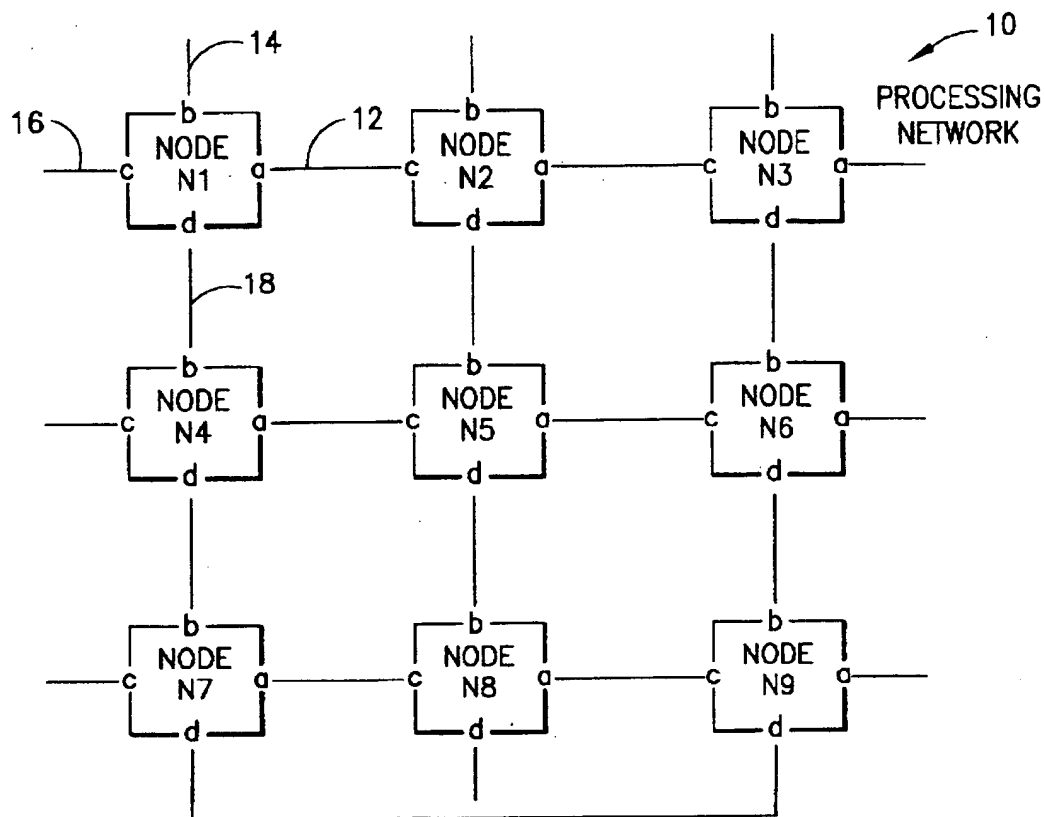 14
10
PROCESSING
NETWORK
16
12
b
NODE
N1
c
a
d
b
NODE
N2
c
a
d
b
NODE
N3
c
a
d
18
b
NODE
N4
c
a
d
b
NODE
N5
c
a
d
b
NODE
N6
c
a
d
b
NODE
N7
c
a
d
b
NODE
N8
c
a
d
b
NODE
N9
c
a
d